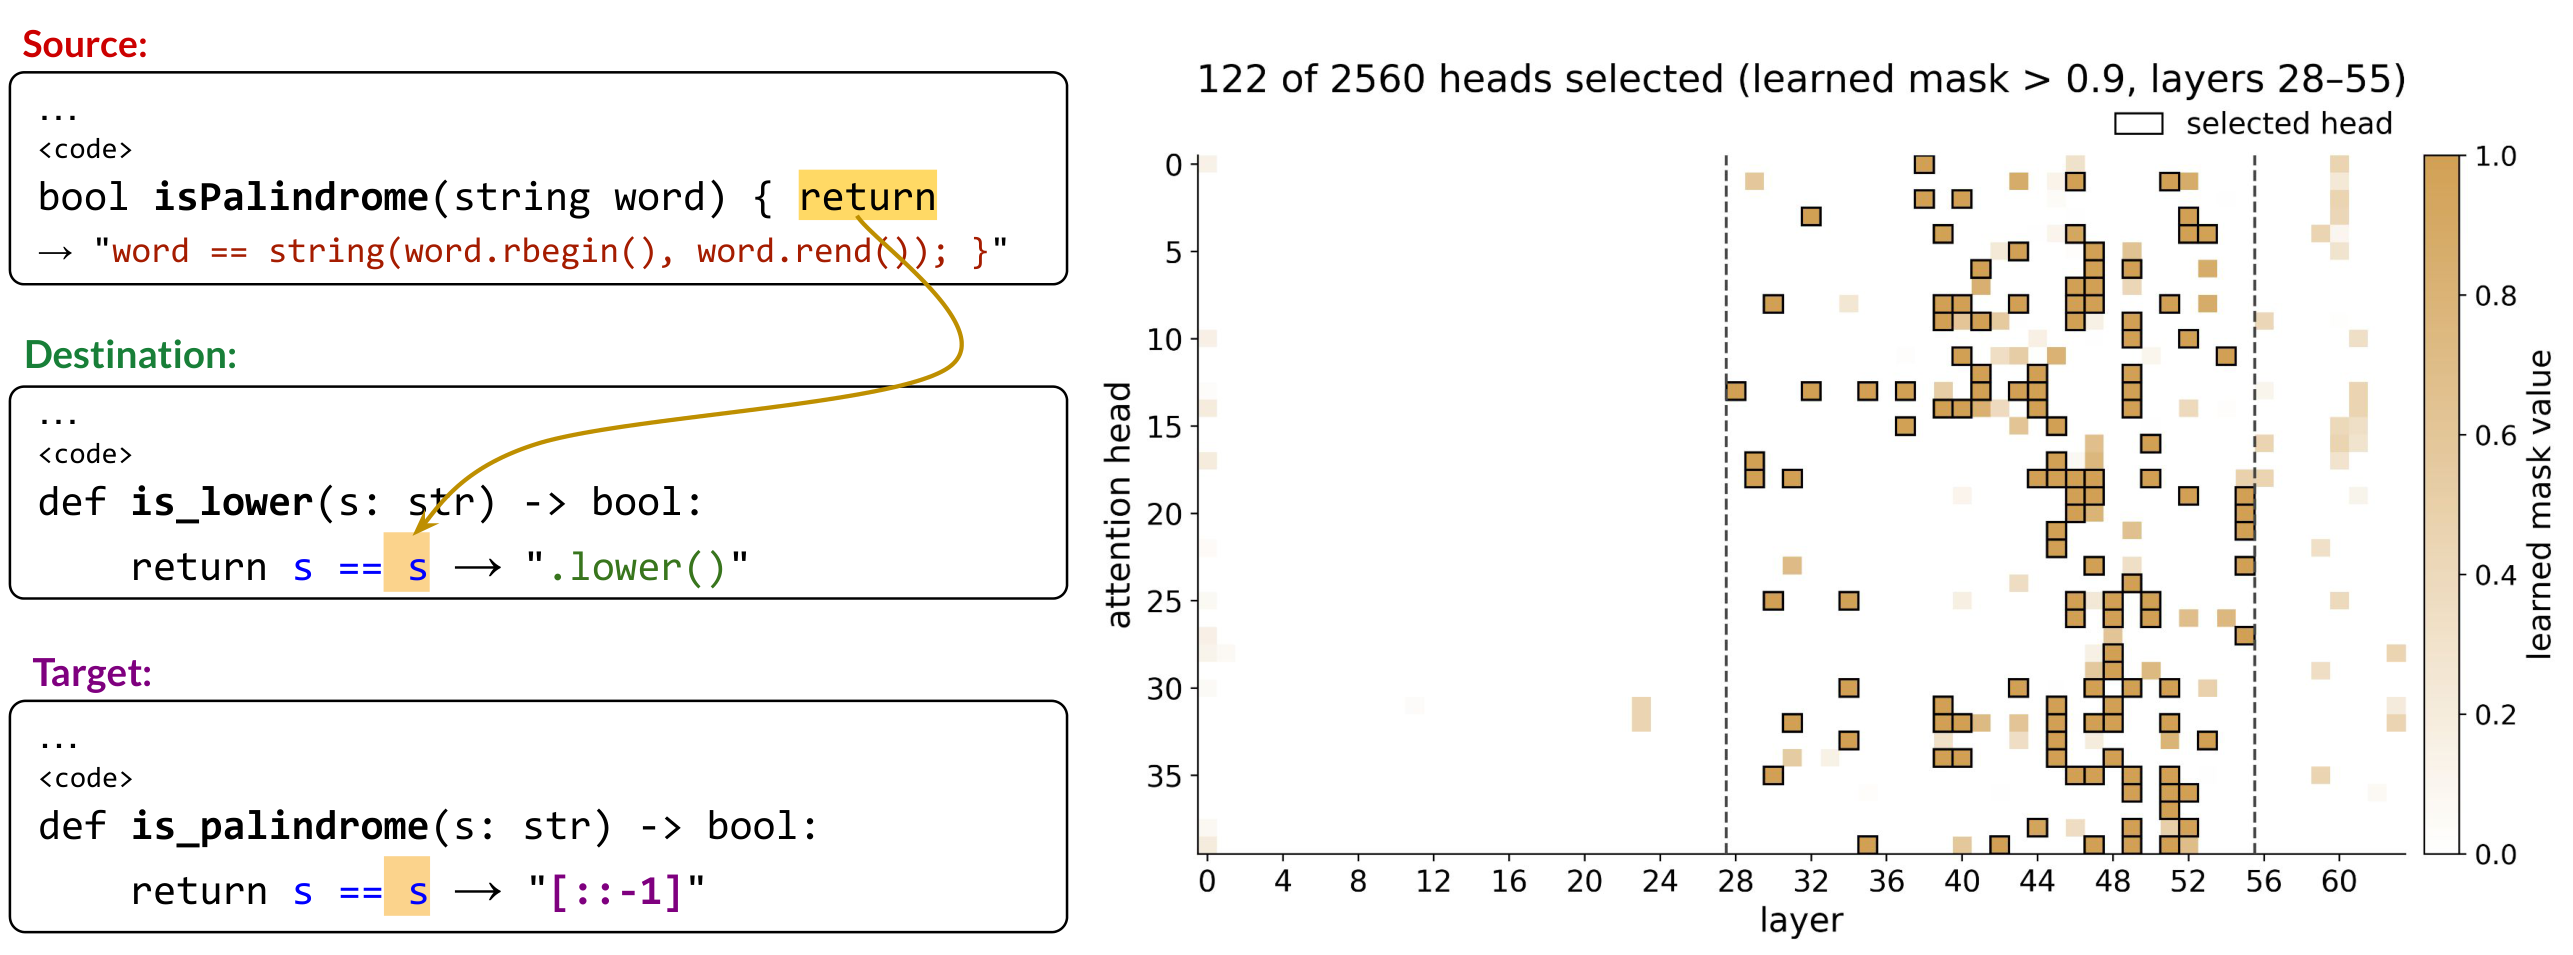 Source:
...
<code>
bool isPalindrome(string word) { return
→ "word == string(word.rbegin(), word.rend()); }"
Destination:
...
<code>
def is_lower(s: str) -> bool:
return s == s → ".lower()"
Target:
...
<code>
def is_palindrome(s: str) -> bool:
return s == s → "[::-1]"
122 of 2560 heads selected (learned mask > 0.9, layers 28–55)
selected head
attention head
0
5
10
15
20
25
30
35
0 4 8 12 16 20 24 28 32 36 40 44 48 52 56 60
layer
1.0
0.8
0.6
0.4
0.2
0.0
learned mask value